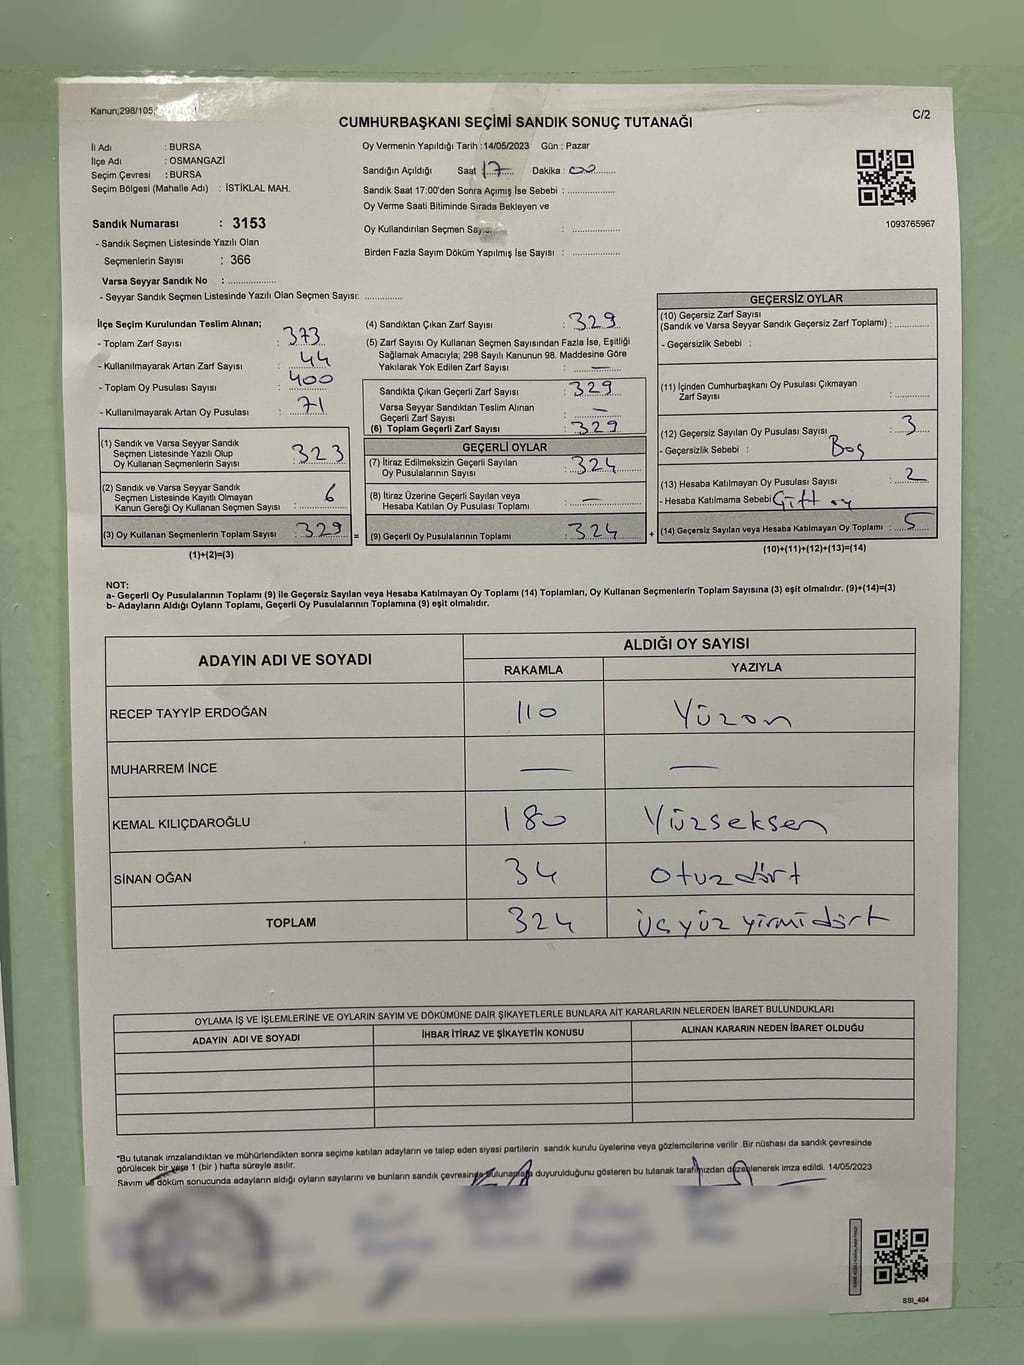 Kanun;298/105,
C/2
CUMHURBAŞKANI SEÇİMİ SANDIK SONUÇ TUTANAĞI
İl Adı : BURSA
İlçe Adı : OSMANGAZİ
Seçim Çevresi : BURSA
Seçim Bölgesi (Mahalle Adı) : İSTİKLAL MAH.
Oy Vermenin Yapıldığı Tarih :14/05/2023 Gün : Pazar
Sandığın Açıldığı Saat 17 Dakika : 00
Sandık Saat 17:00'den Sonra Açımış İse Sebebi :
Oy Verme Saati Bitiminde Sırada Bekleyen ve
Oy Kullandırılan Seçmen Sayısı :
Birden Fazla Sayım Döküm Yapılmış İse Sayısı :
1093765967
Sandık Numarası : 3153
- Sandık Seçmen Listesinde Yazılı Olan
Seçmenlerin Sayısı : 366
Varsa Seyyar Sandık No :
- Seyyar Sandık Seçmen Listesinde Yazılı Olan Seçmen Sayısı:
İlçe Seçim Kurulundan Teslim Alınan;
- Toplam Zarf Sayısı : 373
- Kullanılmayarak Artan Zarf Sayısı : 44
- Toplam Oy Pusulası Sayısı : 400
- Kullanılmayarak Artan Oy Pusulası : 71
(1) Sandık ve Varsa Seyyar Sandık
Seçmen Listesinde Yazılı Olup
Oy Kullanan Seçmenlerin Sayısı : 323
(2) Sandık ve Varsa Seyyar Sandık
Seçmen Listesinde Kayıtlı Olmayan
Kanun Gereği Oy Kullanan Seçmen Sayısı : 6
(3) Oy Kullanan Seçmenlerin Toplam Sayısı : 329
(1)+(2)=(3)
=
(4) Sandıktan Çıkan Zarf Sayısı : 329
(5) Zarf Sayısı Oy Kullanan Seçmen Sayısından Fazla İse, Eşitliği
Sağlamak Amacıyla; 298 Sayılı Kanunun 98. Maddesine Göre
Yakılarak Yok Edilen Zarf Sayısı : —
Sandıkta Çıkan Geçerli Zarf Sayısı : 329
Varsa Seyyar Sandıktan Teslim Alınan
Geçerli Zarf Sayısı : —
(6) Toplam Geçerli Zarf Sayısı : 329
GEÇERLİ OYLAR
(7) İtiraz Edilmeksizin Geçerli Sayılan
Oy Pusulalarının Sayısı : 324
(8) İtiraz Üzerine Geçerli Sayılan veya
Hesaba Katılan Oy Pusulası Toplamı : —
(9) Geçerli Oy Pusulalarının Toplamı : 324
+
GEÇERSİZ OYLAR
(10) Geçersiz Zarf Sayısı
(Sandık ve Varsa Seyyar Sandık Geçersiz Zarf Toplamı) :
- Geçersizlik Sebebi :
(11) İçinden Cumhurbaşkanı Oy Pusulası Çıkmayan
Zarf Sayısı :
(12) Geçersiz Sayılan Oy Pusulası Sayısı : 3
- Geçersizlik Sebebi : Boş
(13) Hesaba Katılmayan Oy Pusulası Sayısı : 2
- Hesaba Katılmama Sebebi Çift oy
(14) Geçersiz Sayılan veya Hesaba Katılmayan Oy Toplamı : 5
(10)+(11)+(12)+(13)=(14)
NOT:
a- Geçerli Oy Pusulalarının Toplamı (9) ile Geçersiz Sayılan veya Hesaba Katılmayan Oy Toplamı (14) Toplamları, Oy Kullanan Seçmenlerin Toplam Sayısına (3) eşit olmalıdır. (9)+(14)=(3)
b- Adayların Aldığı Oyların Toplamı, Geçerli Oy Pusulalarının Toplamına (9) eşit olmalıdır.
ADAYIN ADI VE SOYADI
ALDIĞI OY SAYISI
RAKAMLA YAZIYLA
RECEP TAYYİP ERDOĞAN 110 Yüzon
MUHARREM İNCE — —
KEMAL KILIÇDAROĞLU 180 Yüzseksen
SİNAN OĞAN 34 otuzdört
TOPLAM 324 üçyüz yirmidört
OYLAMA İŞ VE İŞLEMLERİNE VE OYLARIN SAYIM VE DÖKÜMÜNE DAİR ŞİKAYETLERLE BUNLARA AİT KARARLARIN NELERDEN İBARET BULUNDUKLARI
ADAYIN ADI VE SOYADI İHBAR İTİRAZ VE ŞİKAYETİN KONUSU ALINAN KARARIN NEDEN İBARET OLDUĞU
*Bu tutanak imzalandıktan ve mühürlendikten sonra seçime katılan adayların ve talep eden siyasi partilerin sandık kurulu üyelerine veya gözlemcilerine verilir .Bir nüshası da sandık çevresinde
görülecek bir yere 1 (bir ) hafta süreyle asılır.
Sayım ve döküm sonucunda adayların aldığı oyların sayılarını ve bunların sandık çevresinde bulunanlara duyurulduğunu gösteren bu tutanak tarafımızdan düzenlenerek imza edildi. 14/05/2023
SSI_404